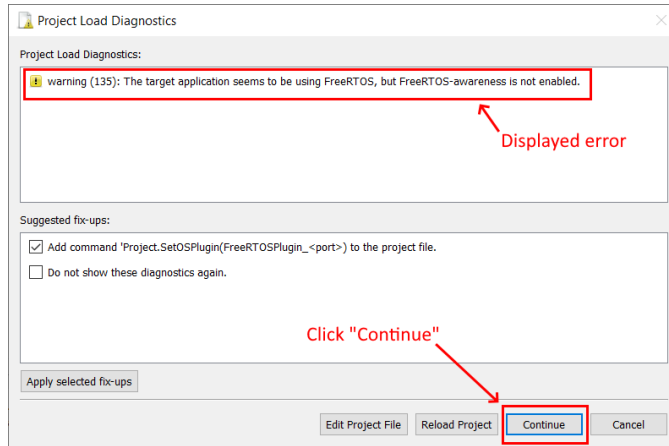 Project Load Diagnostics
Project Load Diagnostics:
warning (135): The target application seems to be using FreeRTOS, but FreeRTOS-awareness is not enabled.
Displayed error
Suggested fix-ups:
Add command 'Project.SetOSPlugin(FreeRTOSPlugin_<port>) to the project file.
Do not show these diagnostics again.
Click "Continue"
Apply selected fix-ups
Edit Project File Reload Project Continue Cancel